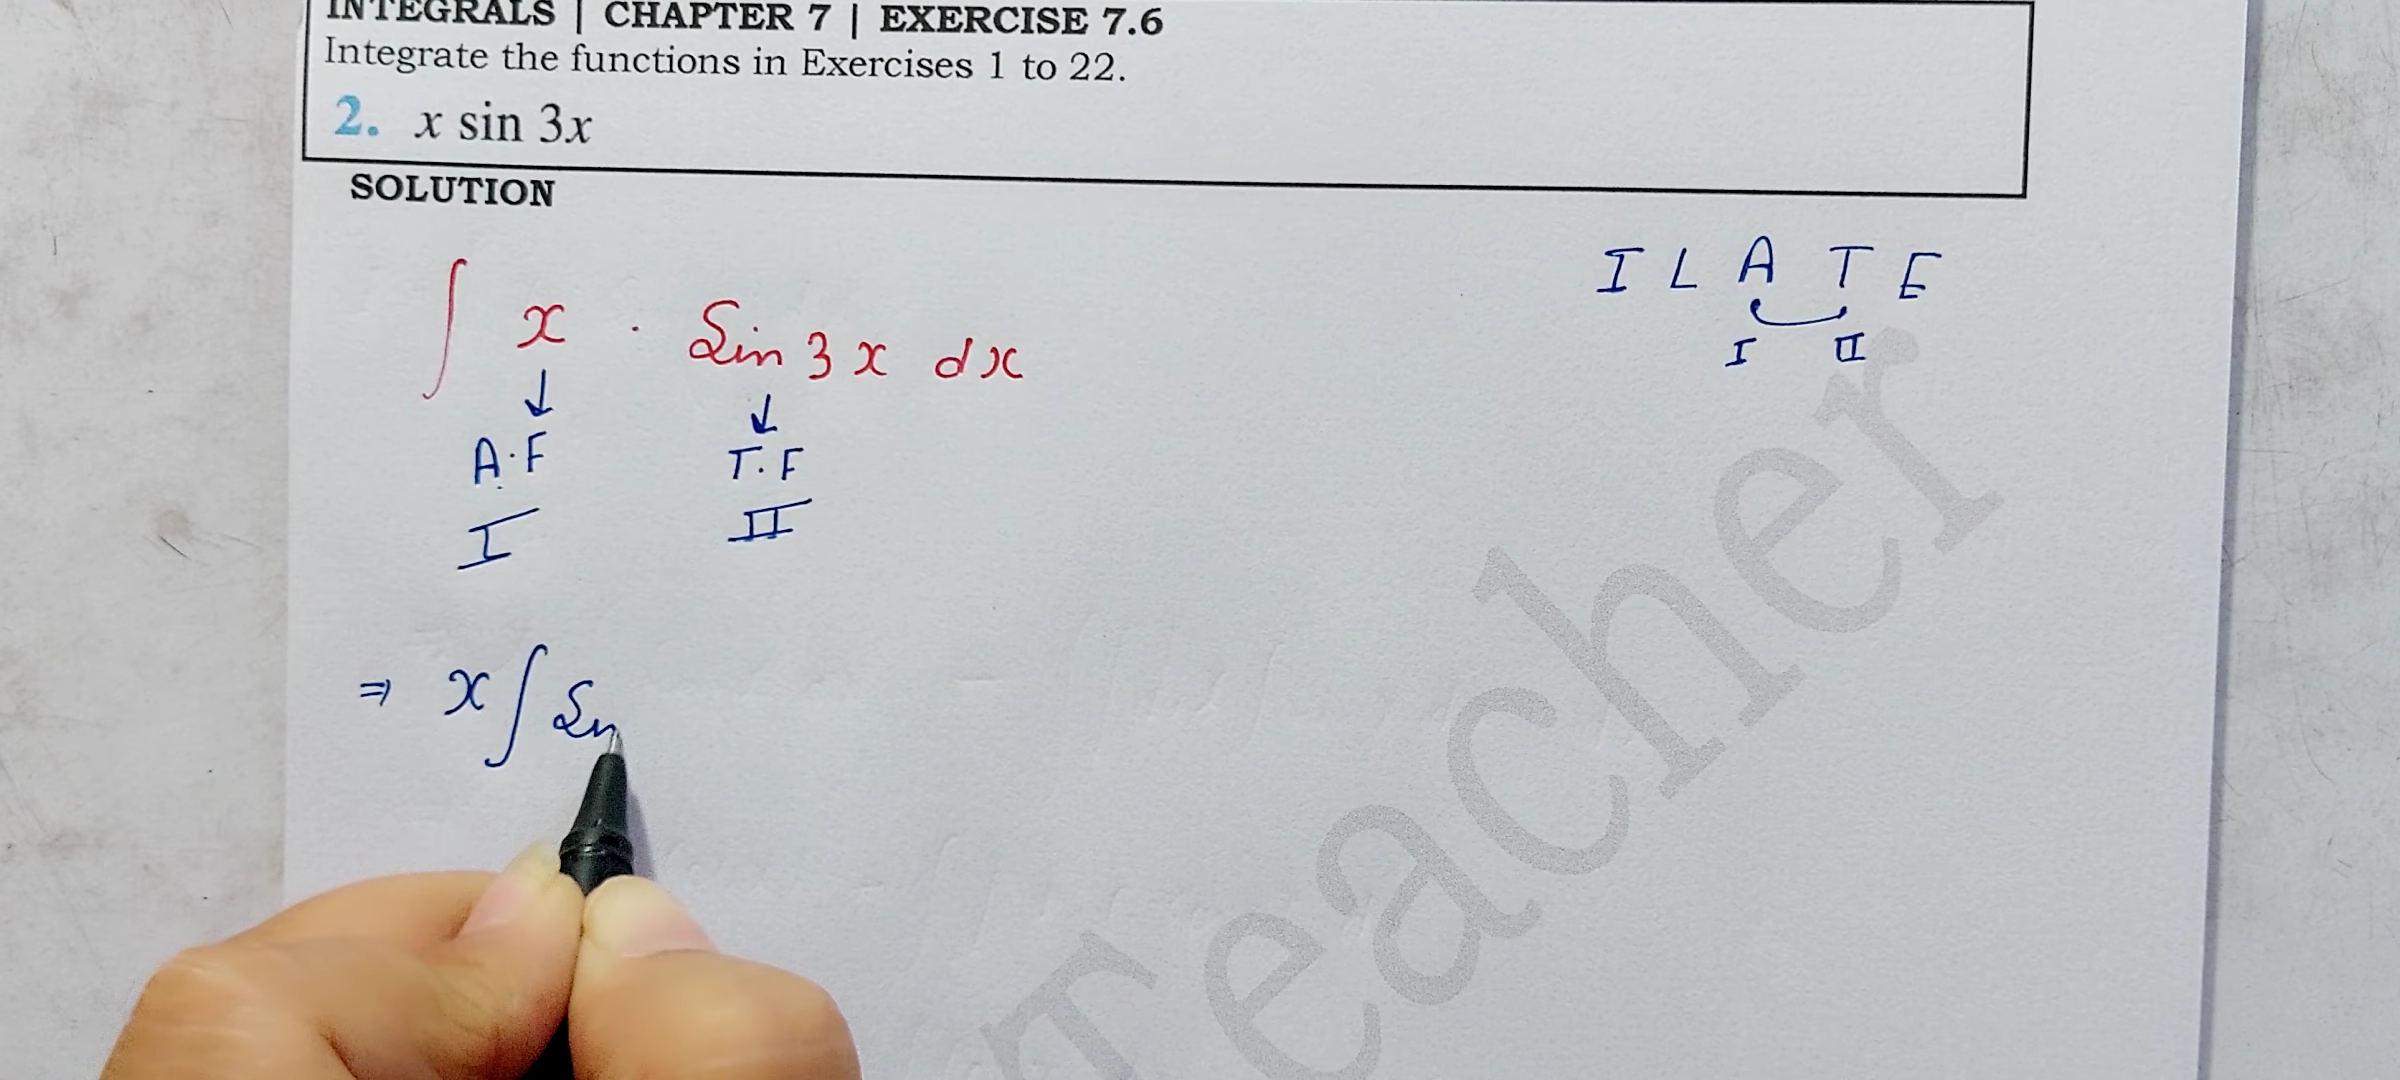 INTEGRALS | CHAPTER 7 | EXERCISE 7.6
Integrate the functions in Exercises 1 to 22.
2. x sin 3x
SOLUTION
I L A T E
I II
∫ x · Sin 3x dx
↓ ↓
A.F T.F
I II
⇒ x ∫ Sin
Teacher